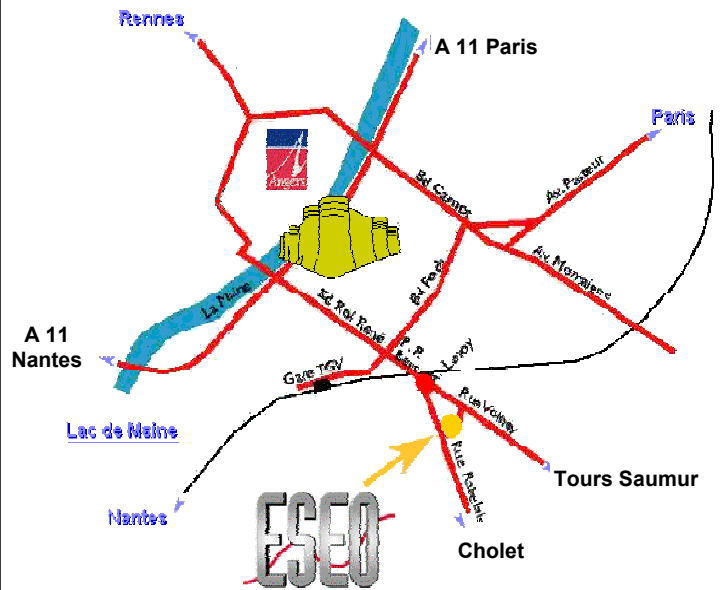 Rennes
A 11 Paris
Paris
Angers
Bd Carnot
Av. Pasteur
Av. Montaigne
Bd Foch
La Maine
Bd Roi René
A 11
Nantes
Gare TGV
Leroy
Rue Volney
Lac de Maine
Rue Rabelais
Tours Saumur
Nantes
ESEO
Cholet